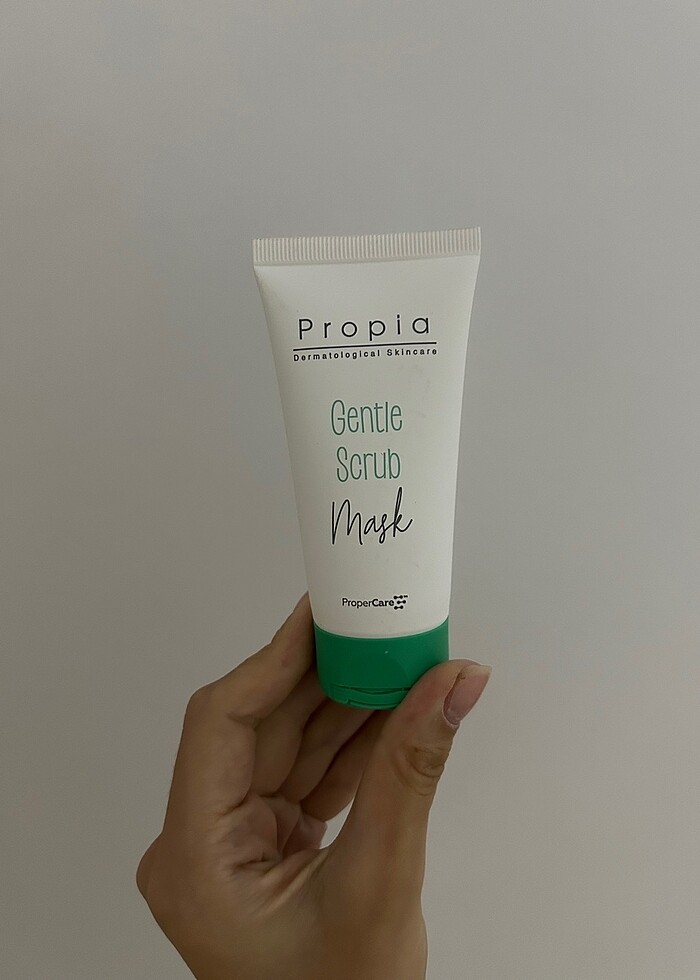 Propia
Dermatological Skincare
Gentle
Scrub
Mask
ProperCare